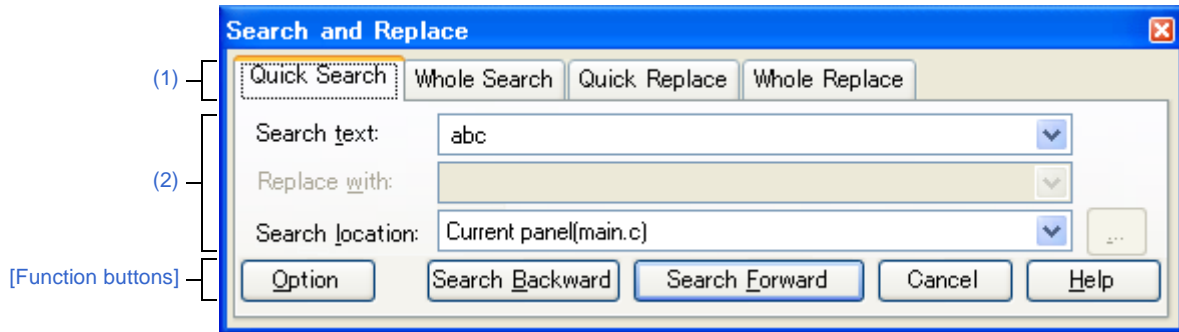 Search and Replace
(1) Quick Search Whole Search Quick Replace Whole Replace
Search text: abc
(2) Replace with:
Search location: Current panel(main.c) ...
[Function buttons] Option Search Backward Search Forward Cancel Help